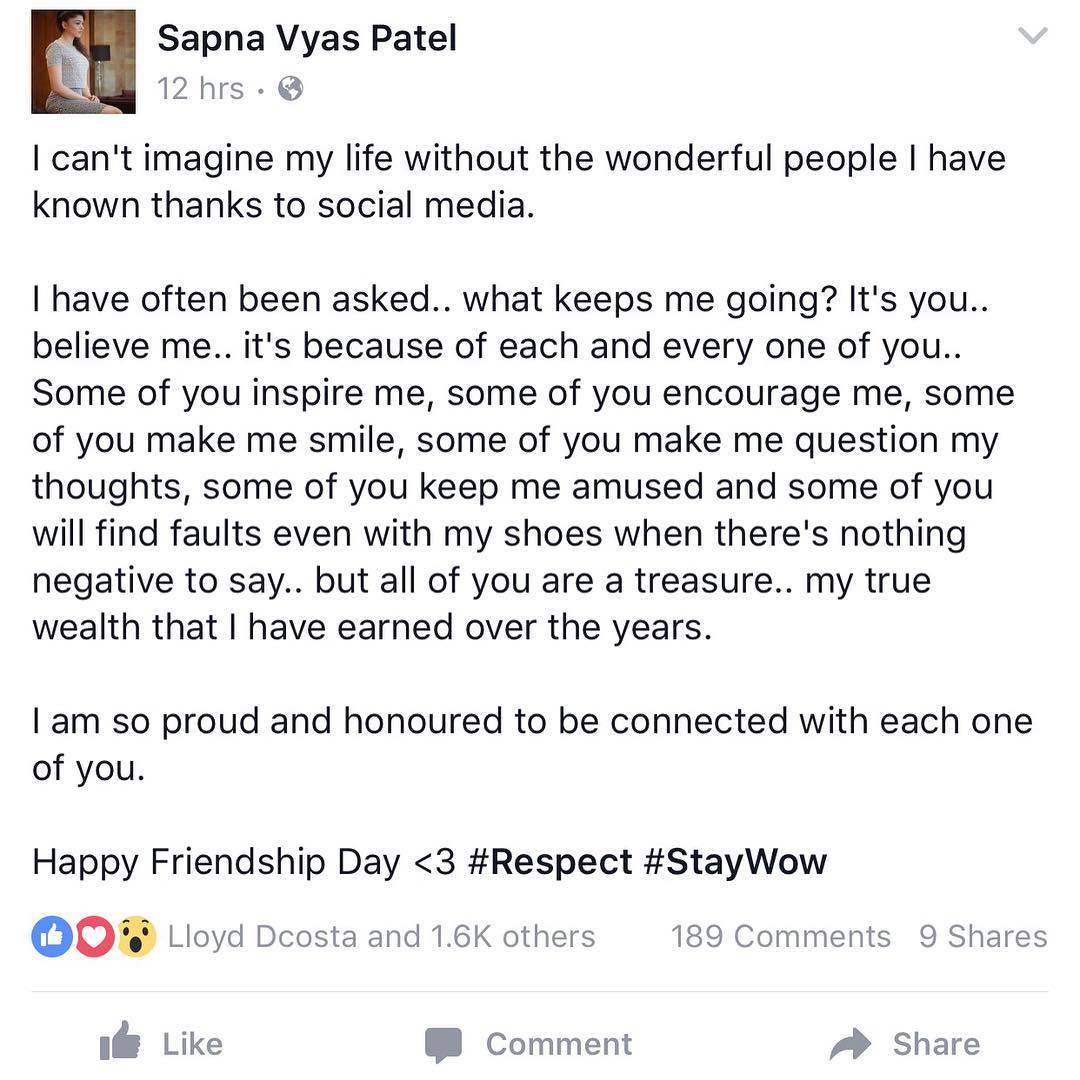 Sapna Vyas Patel
12 hrs •
I can't imagine my life without the wonderful people I have
known thanks to social media.
I have often been asked.. what keeps me going? It's you..
believe me.. it's because of each and every one of you..
Some of you inspire me, some of you encourage me, some
of you make me smile, some of you make me question my
thoughts, some of you keep me amused and some of you
will find faults even with my shoes when there's nothing
negative to say.. but all of you are a treasure.. my true
wealth that I have earned over the years.
I am so proud and honoured to be connected with each one
of you.
Happy Friendship Day <3 #Respect #StayWow
Lloyd Dcosta and 1.6K others 189 Comments 9 Shares
Like Comment Share